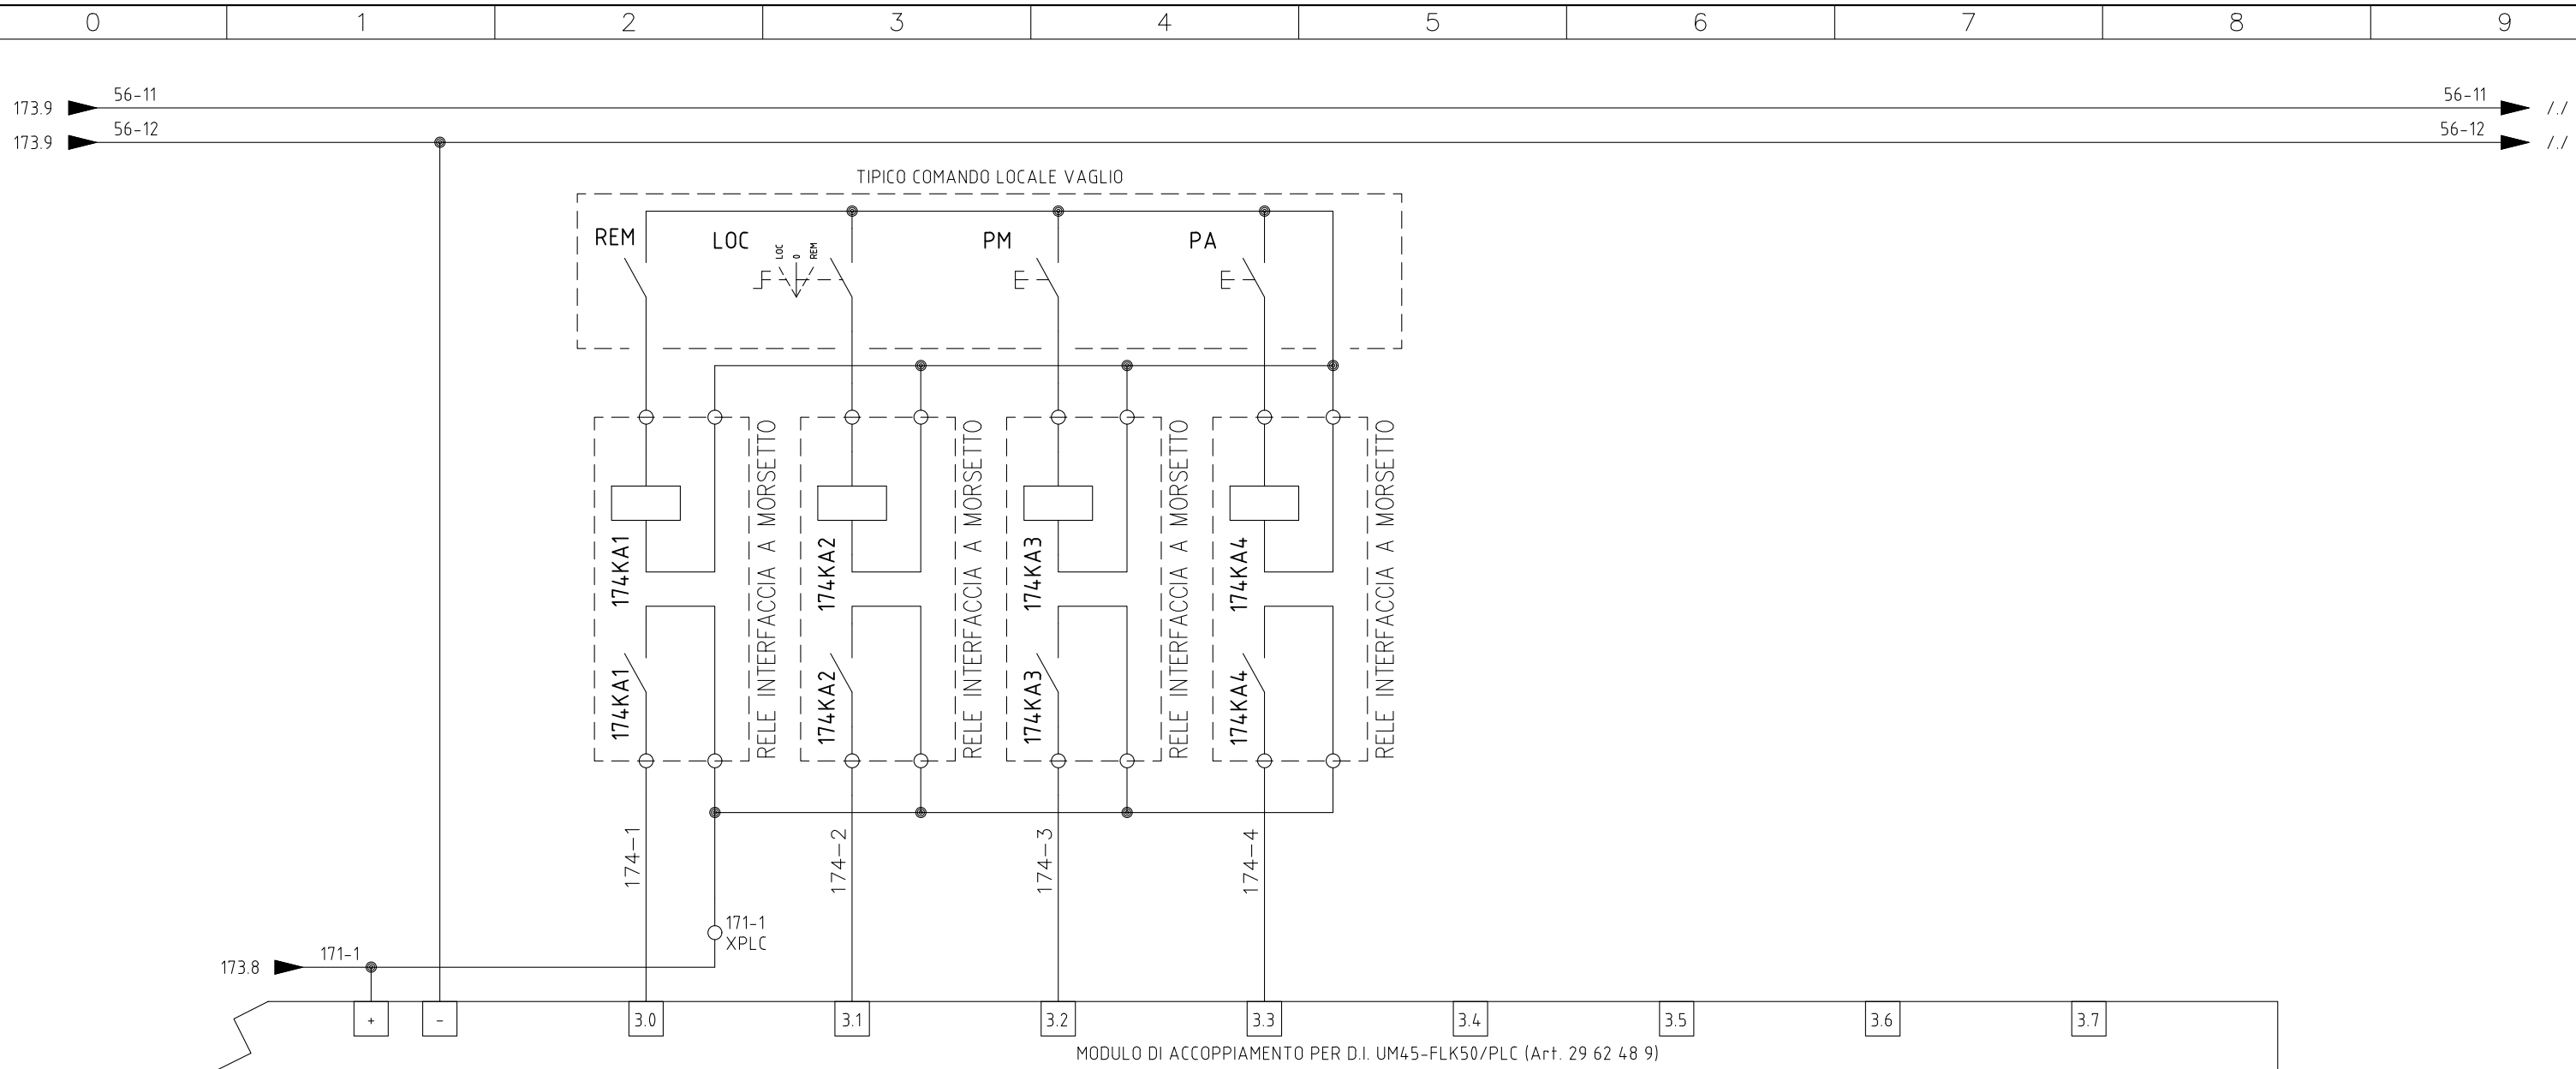 0 1 2 3 4 5 6 7 8 9
173.9 56-11 56-11 /./
173.9 56-12 56-12 /./
TIPICO COMANDO LOCALE VAGLIO
REM LOC LOC 0 REM PM PA
174KA1 RELE INTERFACCIA A MORSETTO
174KA2 RELE INTERFACCIA A MORSETTO
174KA3 RELE INTERFACCIA A MORSETTO
174KA4 RELE INTERFACCIA A MORSETTO
174KA1 174KA2 174KA3 174KA4
174-1 174-2 174-3 174-4
171-1
XPLC
173.8 171-1
+ - 3.0 3.1 3.2 3.3 3.4 3.5 3.6 3.7
MODULO DI ACCOPPIAMENTO PER D.I. UM45-FLK50/PLC (Art. 29 62 48 9)